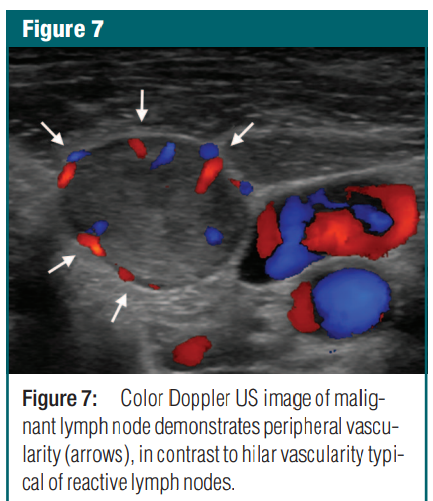 Figure 7
Figure 7: Color Doppler US image of malig-
nant lymph node demonstrates peripheral vascu-
larity (arrows), in contrast to hilar vascularity typi-
cal of reactive lymph nodes.